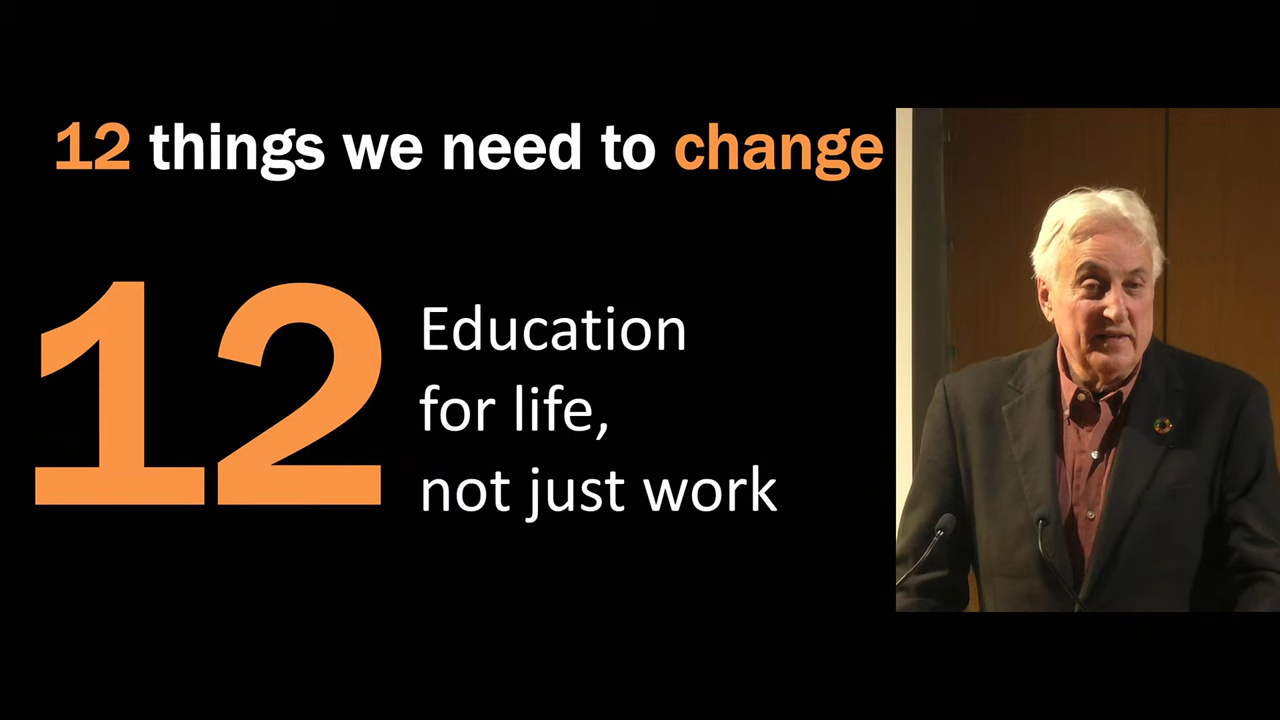 12 things we need to change
12
Education
for life,
not just work